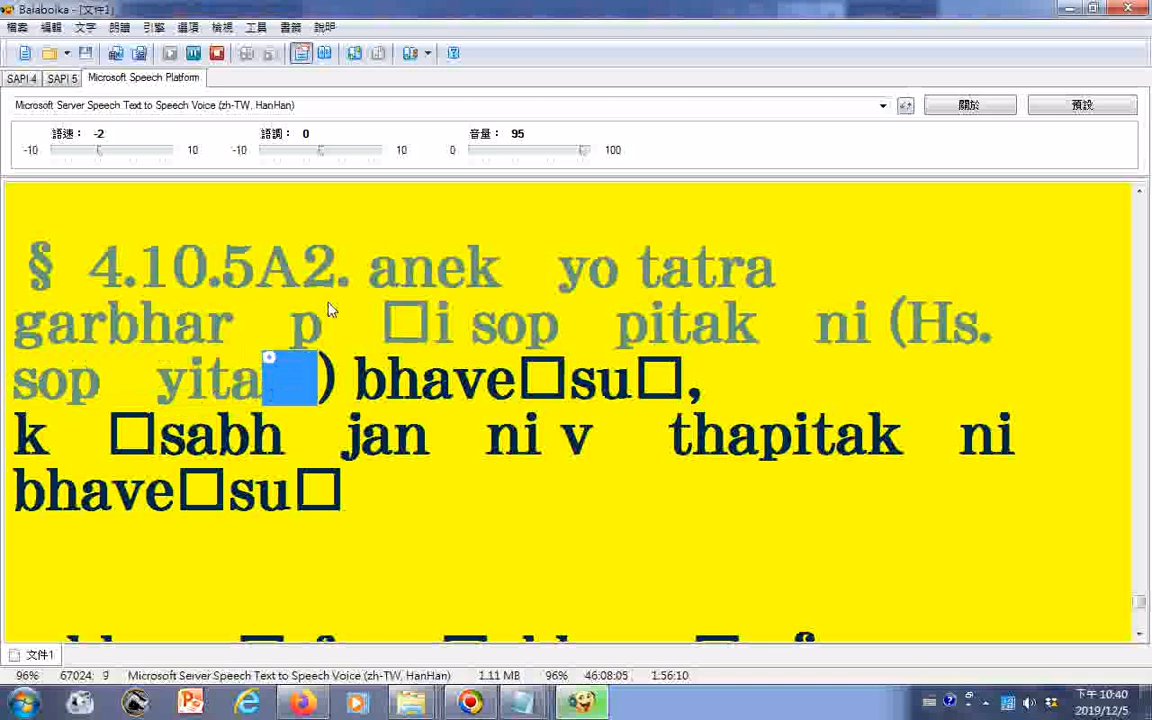 Balabolka - [文件1]
檔案 編輯 文字 朗讀 引擎 選項 檢視 工具 書籤 說明
SAPI 4 SAPI 5 Microsoft Speech Platform
Microsoft Server Speech Text to Speech Voice (zh-TW, HanHan) 關於 預設
語速： -2 語調： 0 音量： 95
-10 10 -10 10 0 100
§ 4.10.5A2. anek yo tatra
garbhar p □i sop pitak ni (Hs.
sop yita ) bhave□su□,
k □sabh jan ni v thapitak ni
bhave□su□
文件1
96% 67024: 9 Microsoft Server Speech Text to Speech Voice (zh-TW, HanHan) 1.11 MB 96% 46:08:05 1:56:10
下午 10:40
2019/12/5